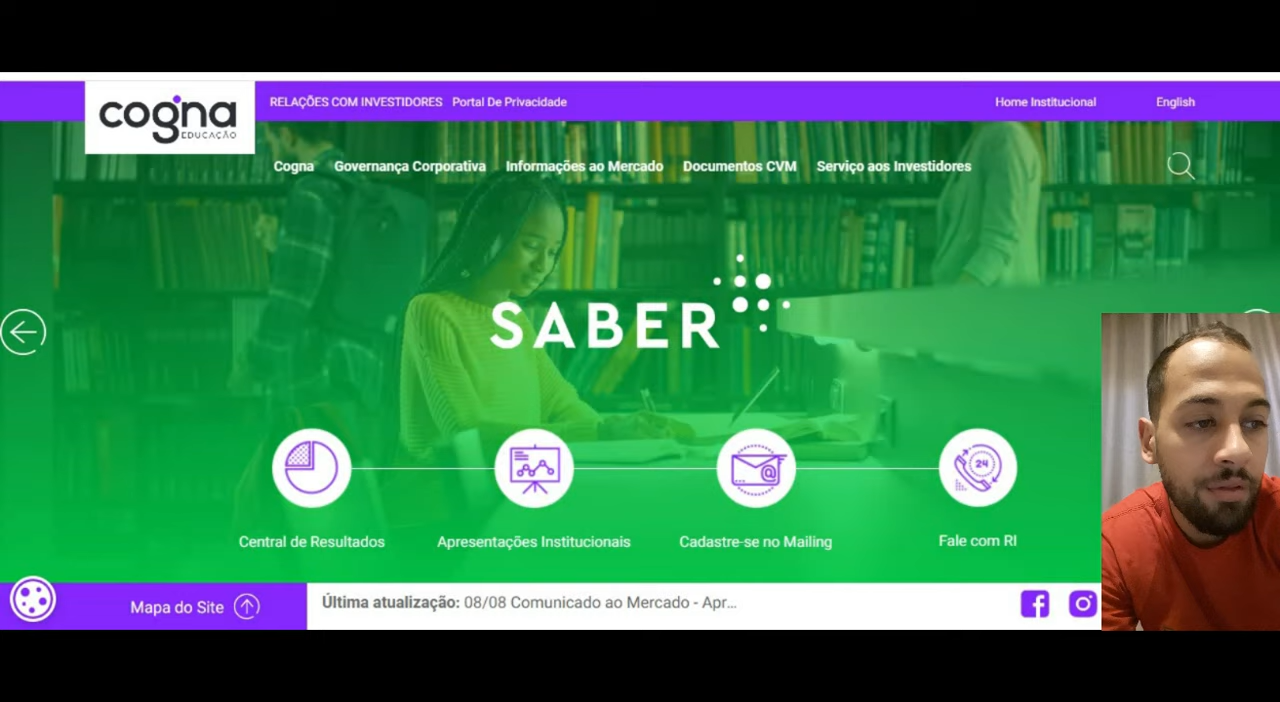 cogna
EDUCAÇÃO
RELAÇÕES COM INVESTIDORES Portal De Privacidade
Home Institucional English
Cogna Governança Corporativa Informações ao Mercado Documentos CVM Serviço aos Investidores
SABER
24
Central de Resultados Apresentações Institucionais Cadastre-se no Mailing Fale com RI
Mapa do Site
Última atualização: 08/08 Comunicado ao Mercado - Apr...